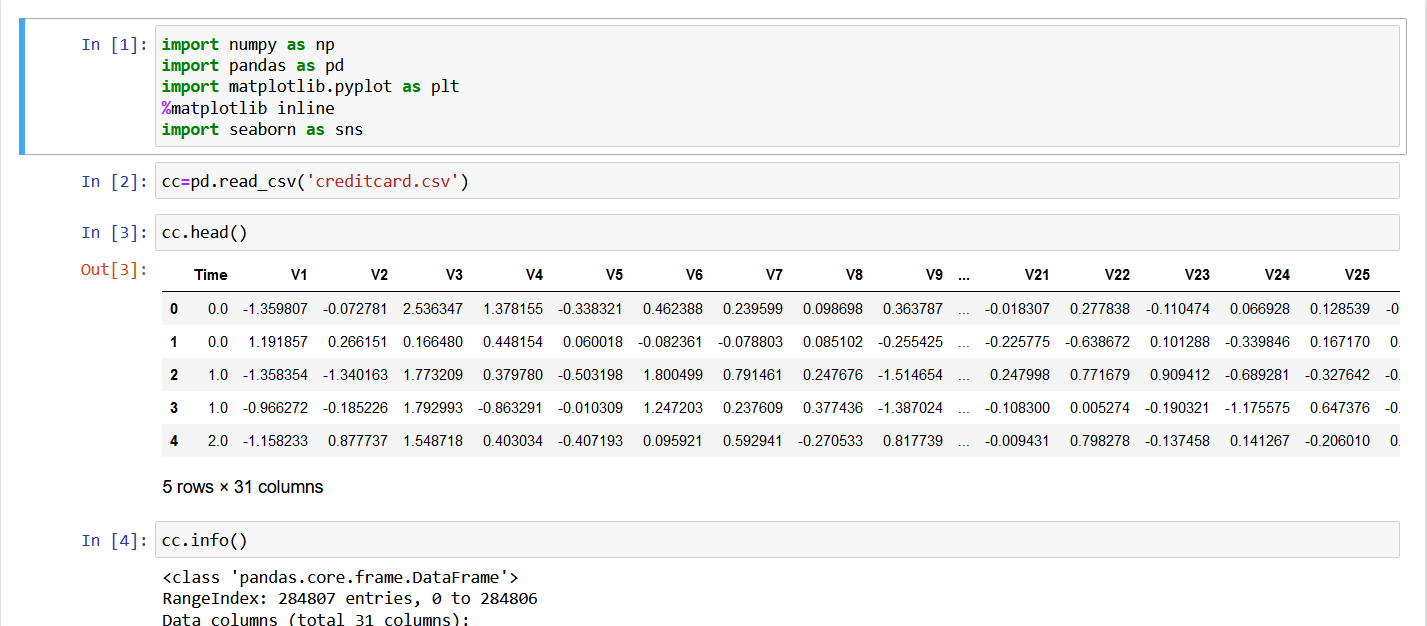 In [1]: import numpy as np
import pandas as pd
import matplotlib.pyplot as plt
%matplotlib inline
import seaborn as sns
In [2]: cc=pd.read_csv('creditcard.csv')
In [3]: cc.head()
Out[3]:
Time V1 V2 V3 V4 V5 V6 V7 V8 V9 ... V21 V22 V23 V24 V25
0 0.0 -1.359807 -0.072781 2.536347 1.378155 -0.338321 0.462388 0.239599 0.098698 0.363787 ... -0.018307 0.277838 -0.110474 0.066928 0.128539 -0
1 0.0 1.191857 0.266151 0.166480 0.448154 0.060018 -0.082361 -0.078803 0.085102 -0.255425 ... -0.225775 -0.638672 0.101288 -0.339846 0.167170 0.
2 1.0 -1.358354 -1.340163 1.773209 0.379780 -0.503198 1.800499 0.791461 0.247676 -1.514654 ... 0.247998 0.771679 0.909412 -0.689281 -0.327642 -0.
3 1.0 -0.966272 -0.185226 1.792993 -0.863291 -0.010309 1.247203 0.237609 0.377436 -1.387024 ... -0.108300 0.005274 -0.190321 -1.175575 0.647376 -0.
4 2.0 -1.158233 0.877737 1.548718 0.403034 -0.407193 0.095921 0.592941 -0.270533 0.817739 ... -0.009431 0.798278 -0.137458 0.141267 -0.206010 0.
5 rows × 31 columns
In [4]: cc.info()
<class 'pandas.core.frame.DataFrame'>
RangeIndex: 284807 entries, 0 to 284806
Data columns (total 31 columns):